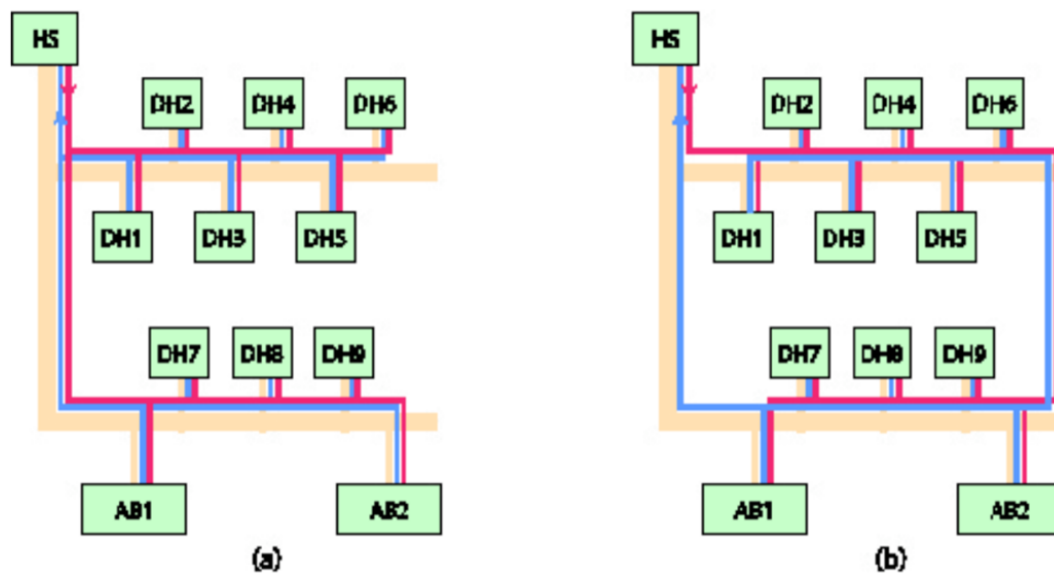 HS
DH2 DH4 DH6
DH1 DH3 DH5
DH7 DH8 DH9
AB1 AB2
(a)
HS
DH2 DH4 DH6
DH1 DH3 DH5
DH7 DH8 DH9
AB1 AB2
(b)